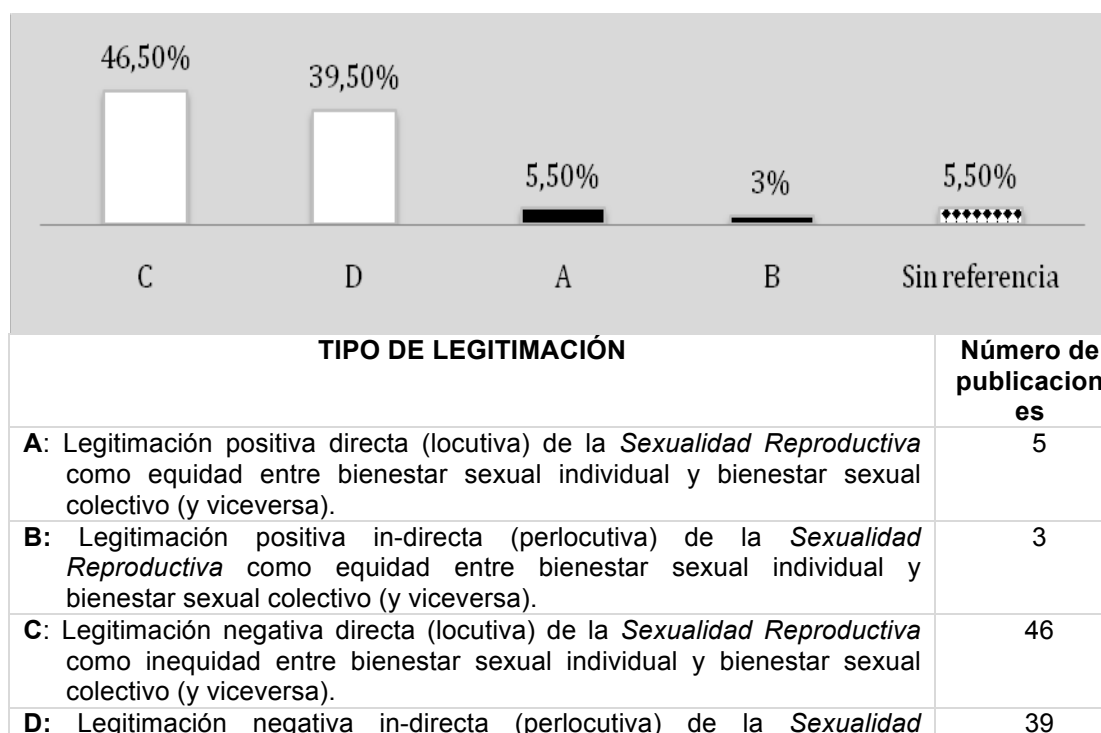 46,50%
39,50%
5,50%
3%
5,50%
C D A B Sin referencia
TIPO DE LEGITIMACIÓN
Número de
publicacion
es
A: Legitimación positiva directa (locutiva) de la Sexualidad Reproductiva
como equidad entre bienestar sexual individual y bienestar sexual
colectivo (y viceversa).
5
B: Legitimación positiva in-directa (perlocutiva) de la Sexualidad
Reproductiva como equidad entre bienestar sexual individual y
bienestar sexual colectivo (y viceversa).
3
C: Legitimación negativa directa (locutiva) de la Sexualidad Reproductiva
como inequidad entre bienestar sexual individual y bienestar sexual
colectivo (y viceversa).
46
D: Legitimación negativa in-directa (perlocutiva) de la Sexualidad
39